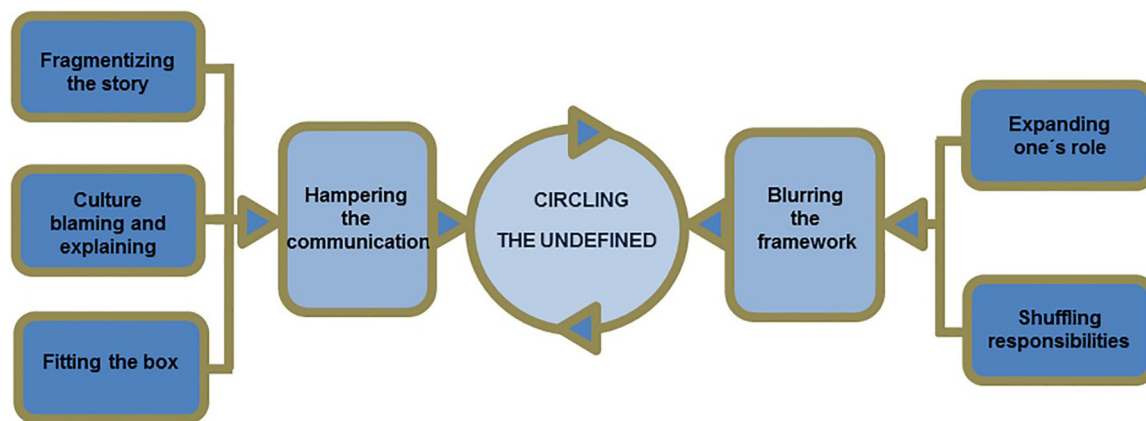 Fragmentizing
the story
Culture
blaming and
explaining
Fitting the box
Hampering
the
communication
CIRCLING
THE UNDEFINED
Blurring
the
framework
Expanding
one´s role
Shuffling
responsibilities